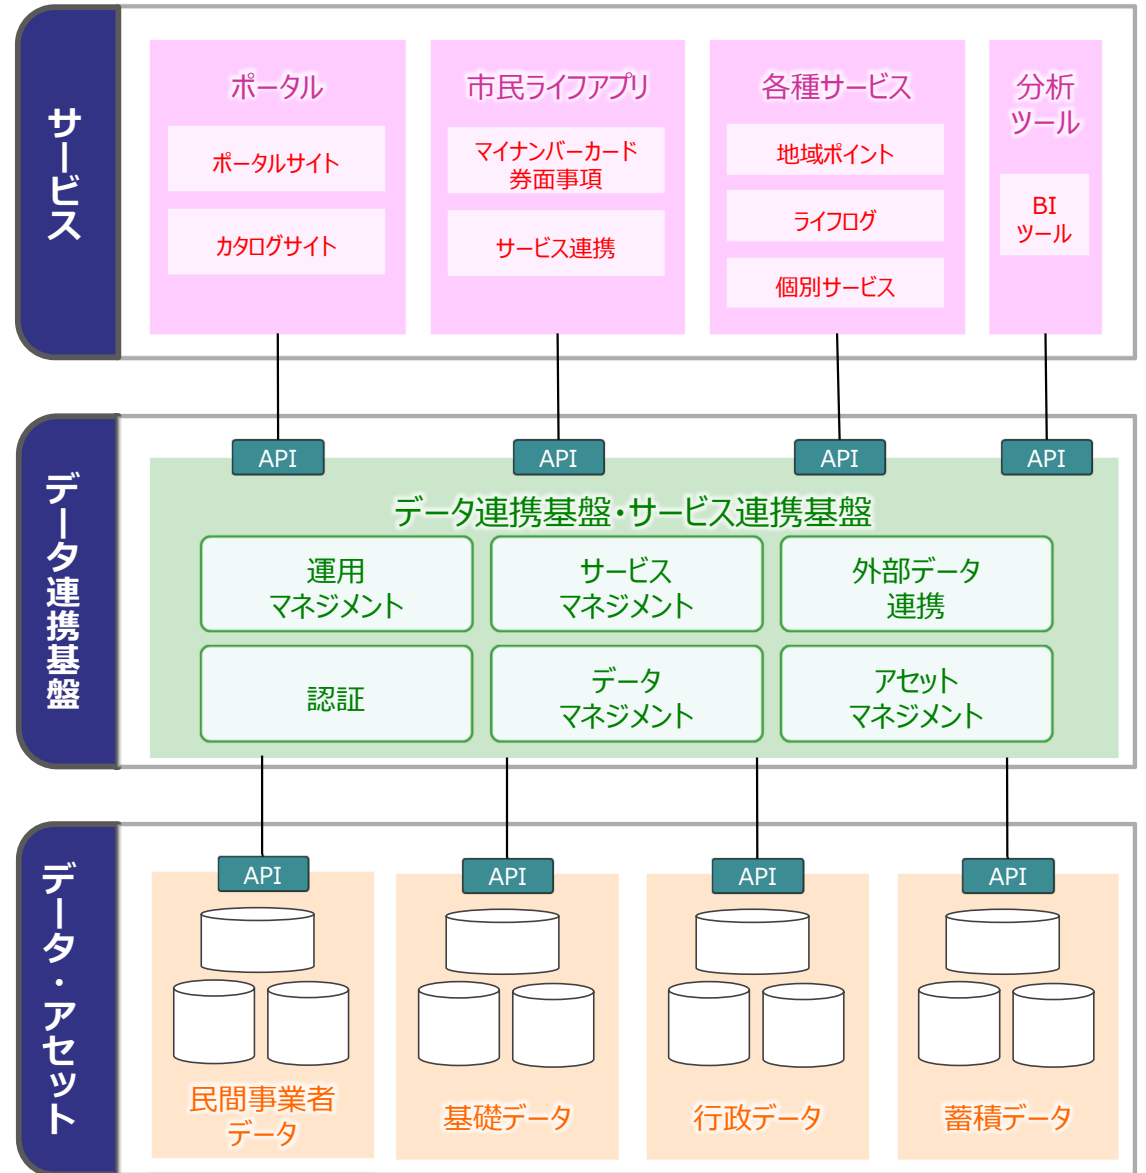 サービス
ポータル
ポータルサイト
カタログサイト
市民ライフアプリ
マイナンバーカード
券面事項
サービス連携
各種サービス
地域ポイント
ライフログ
個別サービス
分析
ツール
BI
ツール
データ連携基盤
API
API
API
API
データ連携基盤・サービス連携基盤
運用
マネジメント
サービス
マネジメント
外部データ
連携
認証
データ
マネジメント
アセット
マネジメント
データ・アセット
API
API
API
API
民間事業者
データ
基礎データ
行政データ
蓄積データ